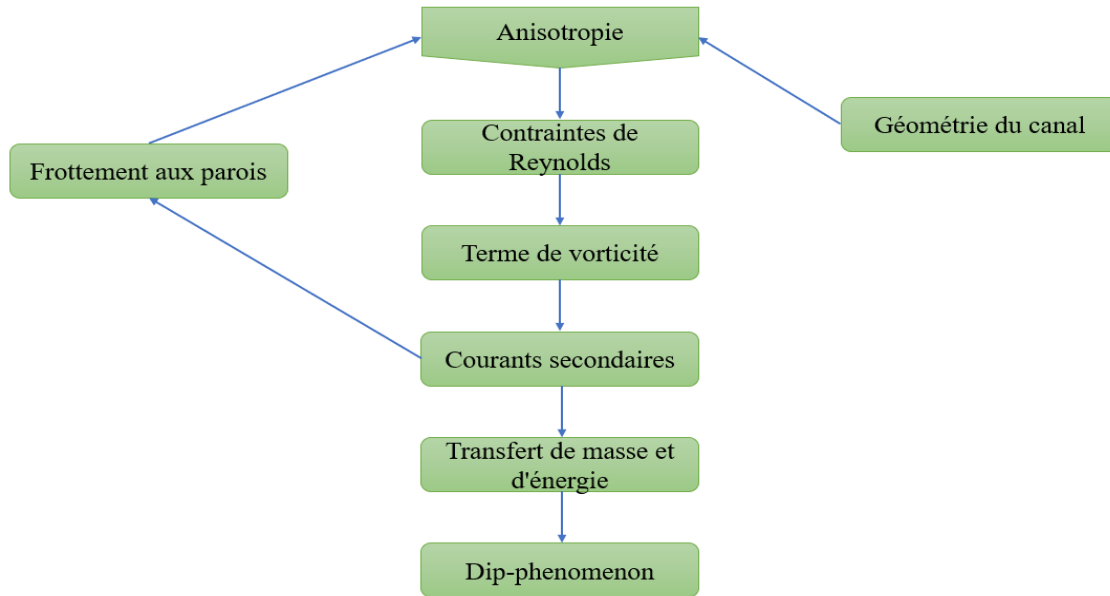 Anisotropie
Géométrie du canal
Contraintes de
Reynolds
Frottement aux parois
Terme de vorticité
Courants secondaires
Transfert de masse et
d'énergie
Dip-phenomenon